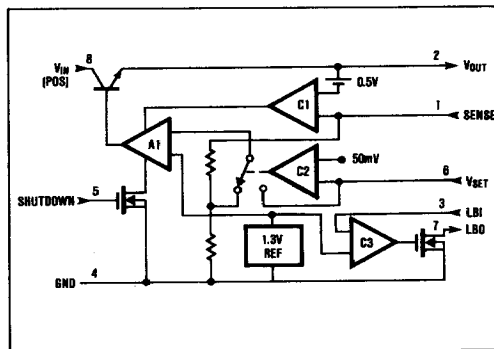 8
2
VIN
(POS)
VOUT
0.5V
C1
1
SENSE
A1
50mV
C2
6
VSET
5
SHUTDOWN
3
LBI
7
LBO
1.3V
REF
C3
4
GND